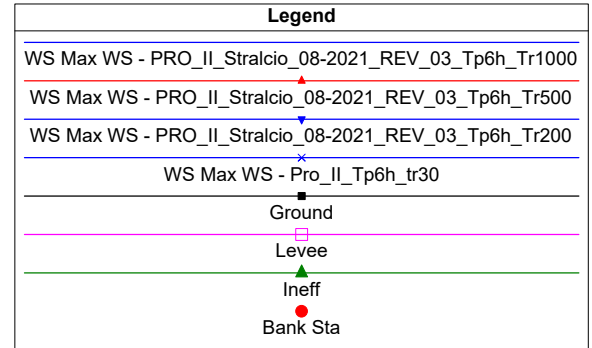 Legend
WS Max WS - PRO_II_Stralcio_08-2021_REV_03_Tp6h_Tr1000
WS Max WS - PRO_II_Stralcio_08-2021_REV_03_Tp6h_Tr500
WS Max WS - PRO_II_Stralcio_08-2021_REV_03_Tp6h_Tr200
WS Max WS - Pro_II_Tp6h_tr30
Ground
Levee
Ineff
Bank Sta